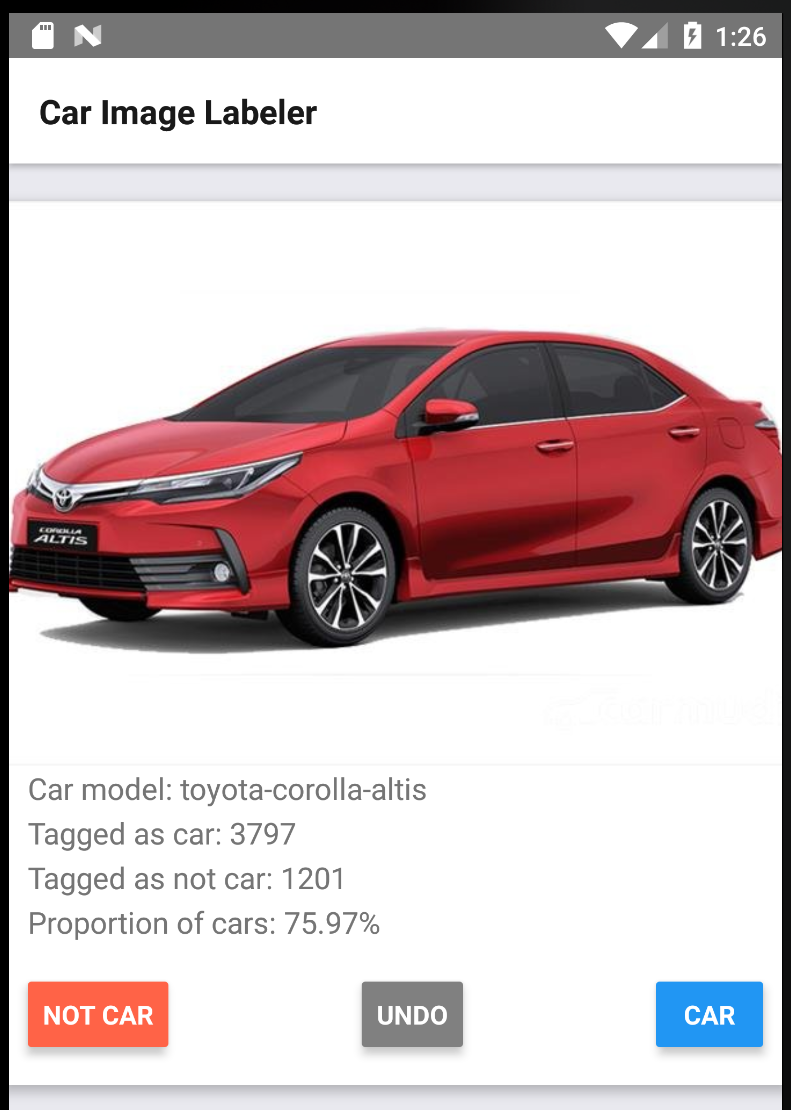 1:26
Car Image Labeler
COROLLA
ALTIS
Car model: toyota-corolla-altis
Tagged as car: 3797
Tagged as not car: 1201
Proportion of cars: 75.97%
NOT CAR
UNDO
CAR